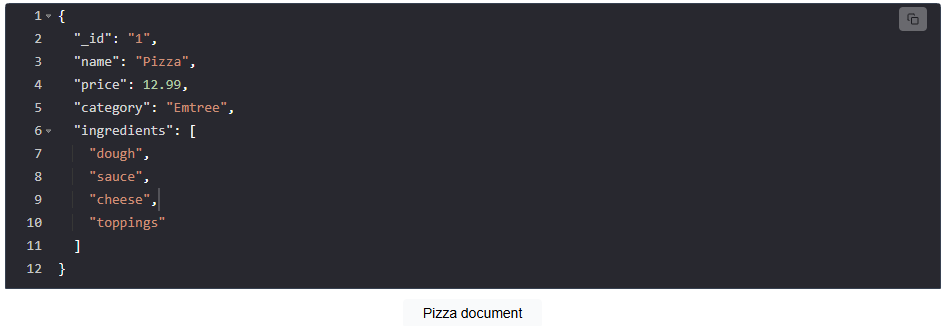 1 {
2 "_id": "1",
3 "name": "Pizza",
4 "price": 12.99,
5 "category": "Emtree",
6 "ingredients": [
7 "dough",
8 "sauce",
9 "cheese",
10 "toppings"
11 ]
12 }
Pizza document